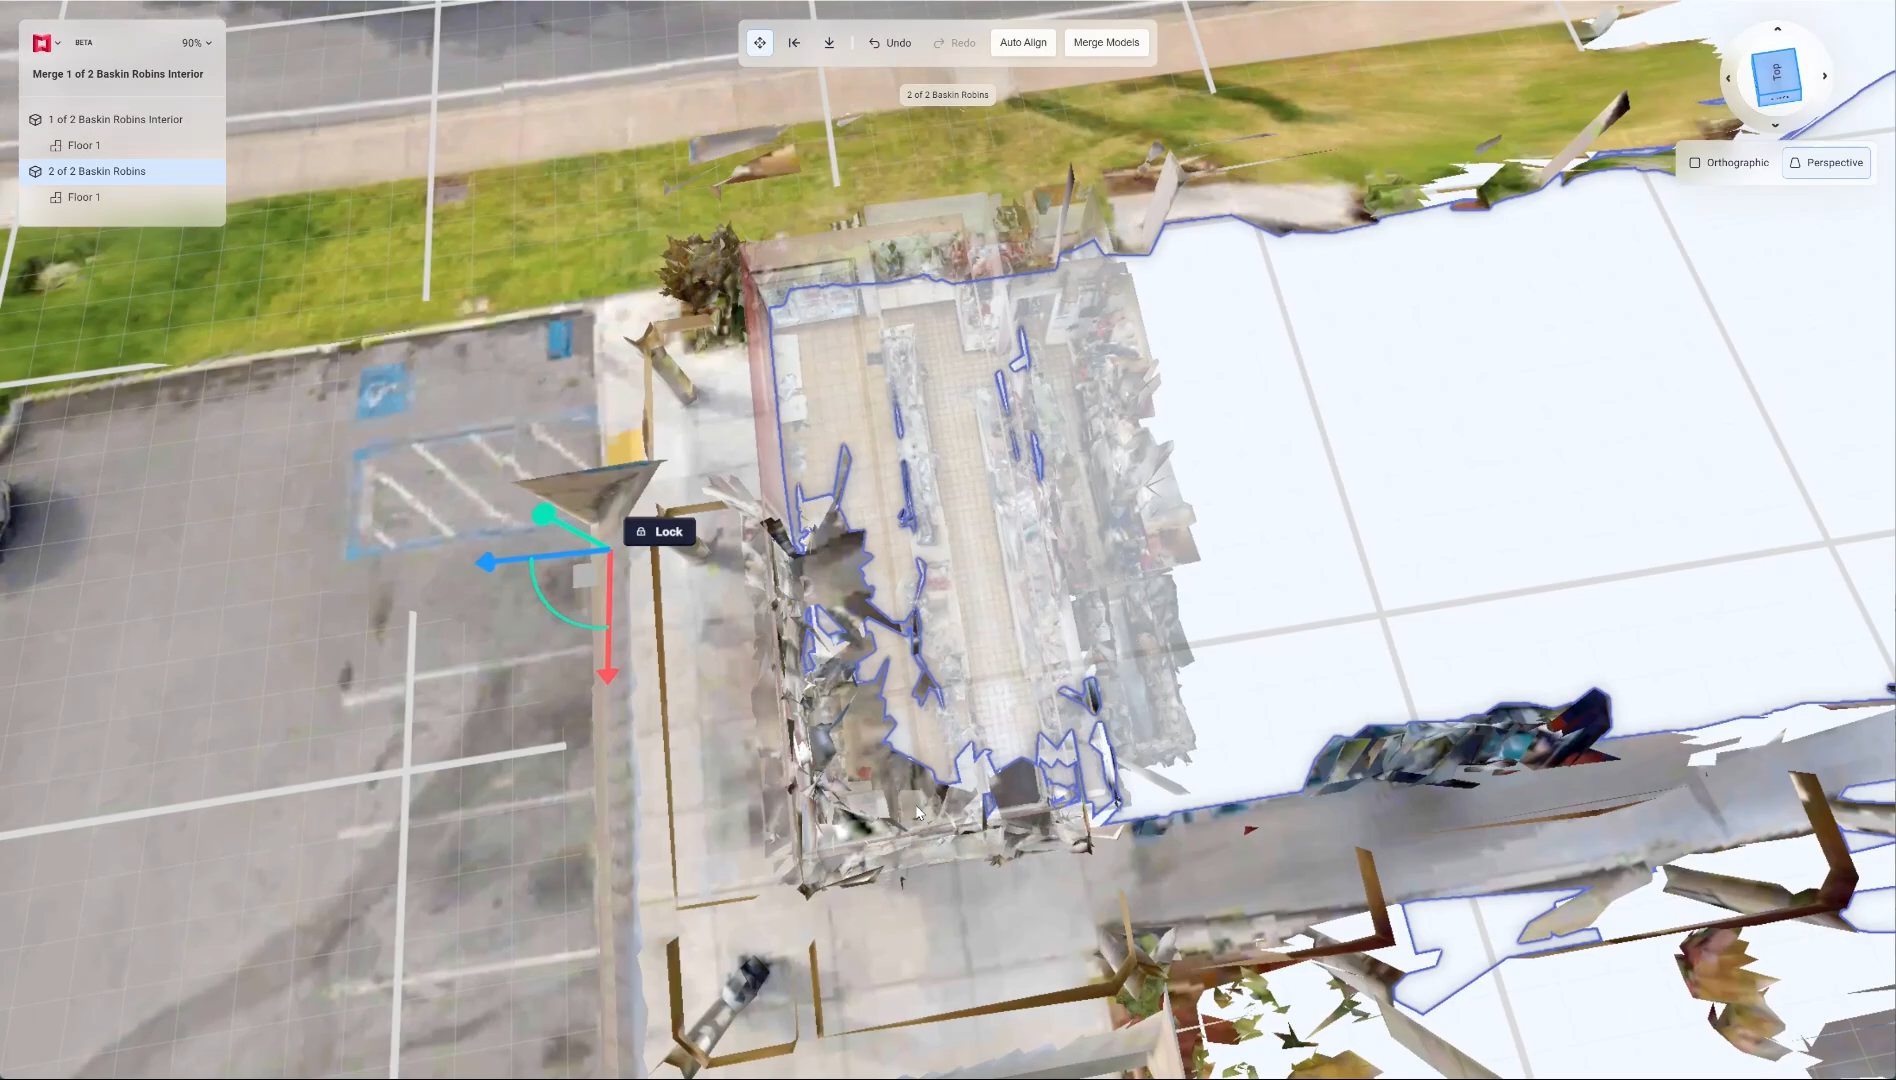 BETA
90%
Merge 1 of 2 Baskin Robins Interior
1 of 2 Baskin Robins Interior
Floor 1
2 of 2 Baskin Robins
Floor 1
Undo
Redo
Auto Align
Merge Models
2 of 2 Baskin Robins
Top
Orthographic
Perspective
Lock